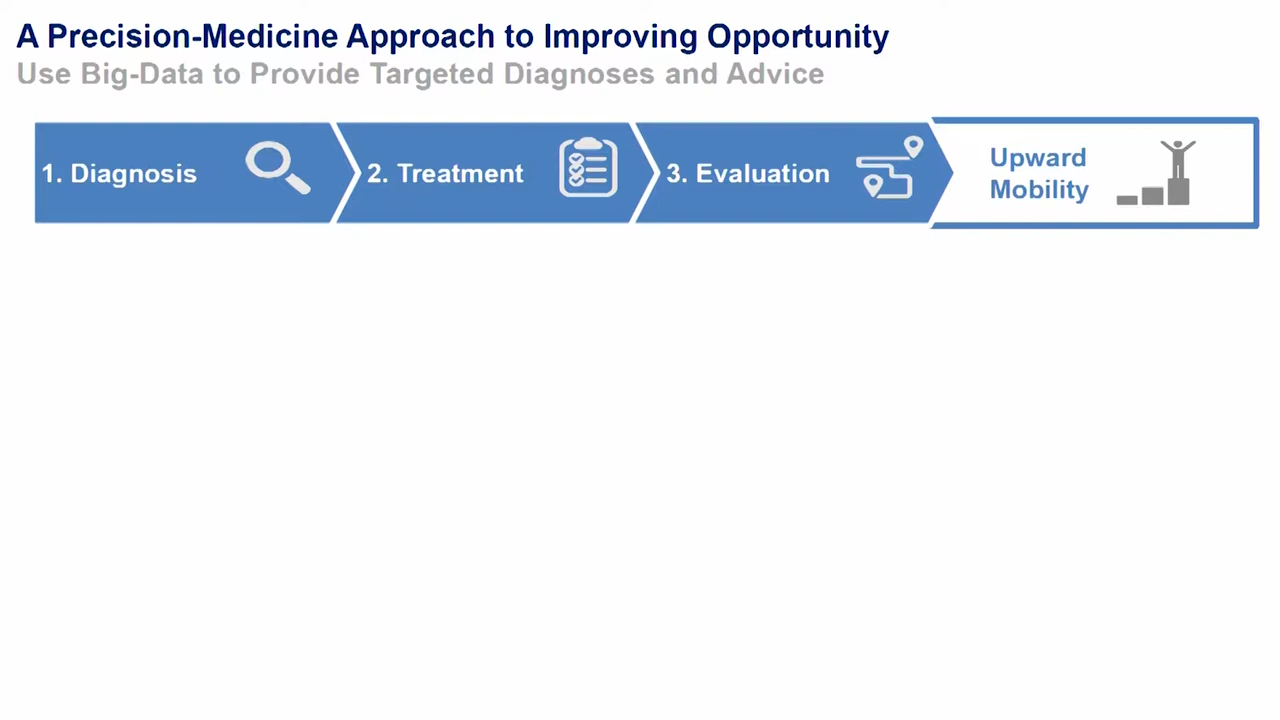 A Precision-Medicine Approach to Improving Opportunity
Use Big-Data to Provide Targeted Diagnoses and Advice
1. Diagnosis
2. Treatment
3. Evaluation
Upward
Mobility